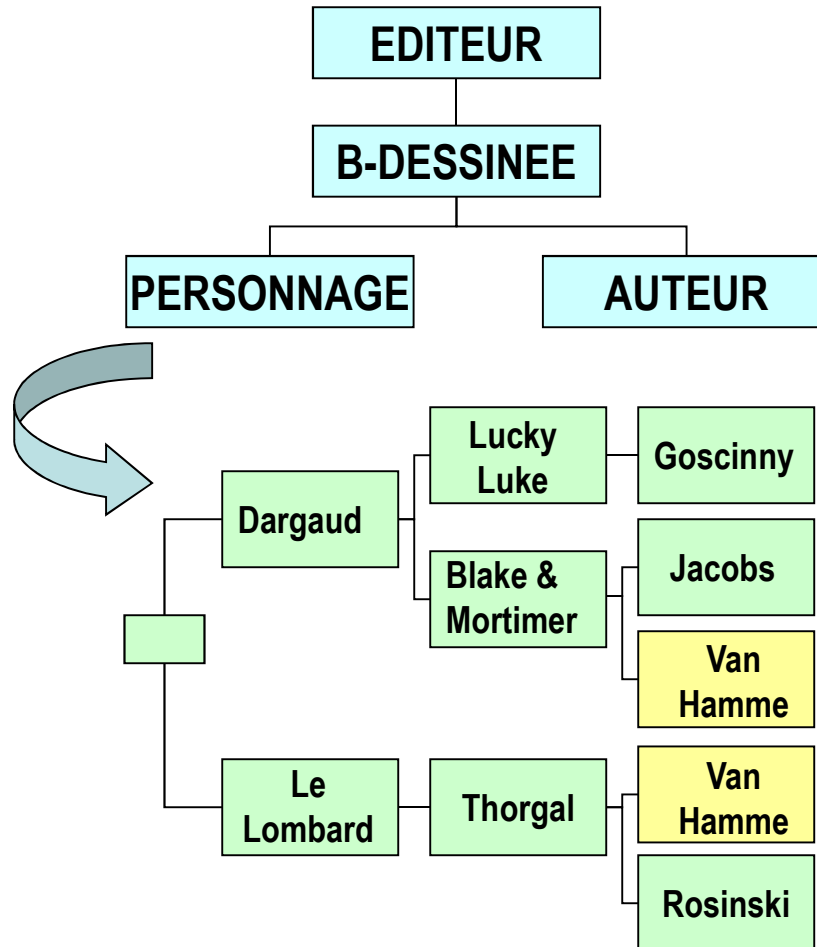 EDITEUR
B-DESSINEE
PERSONNAGE
AUTEUR
Lucky
Luke
Goscinny
Dargaud
Blake &
Mortimer
Jacobs
Van
Hamme
Le
Lombard
Thorgal
Van
Hamme
Rosinski